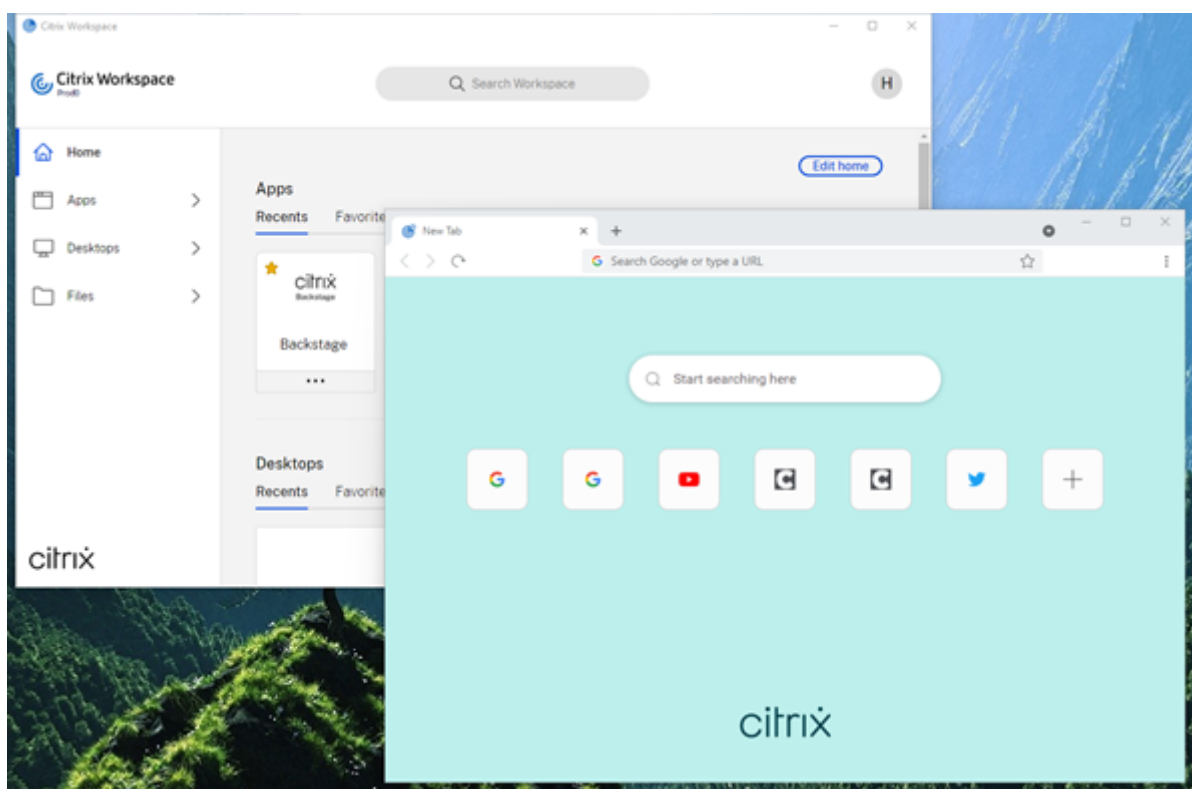 Citrix Workspace
Citrix Workspace
Search Workspace
H
Home
Edit home
Apps
Apps
Recents Favorite
Desktops
Files
citrix
Backstage
Backstage
Desktops
Recents Favorite
citrix
New Tab
Search Google or type a URL
Start searching here
citrix